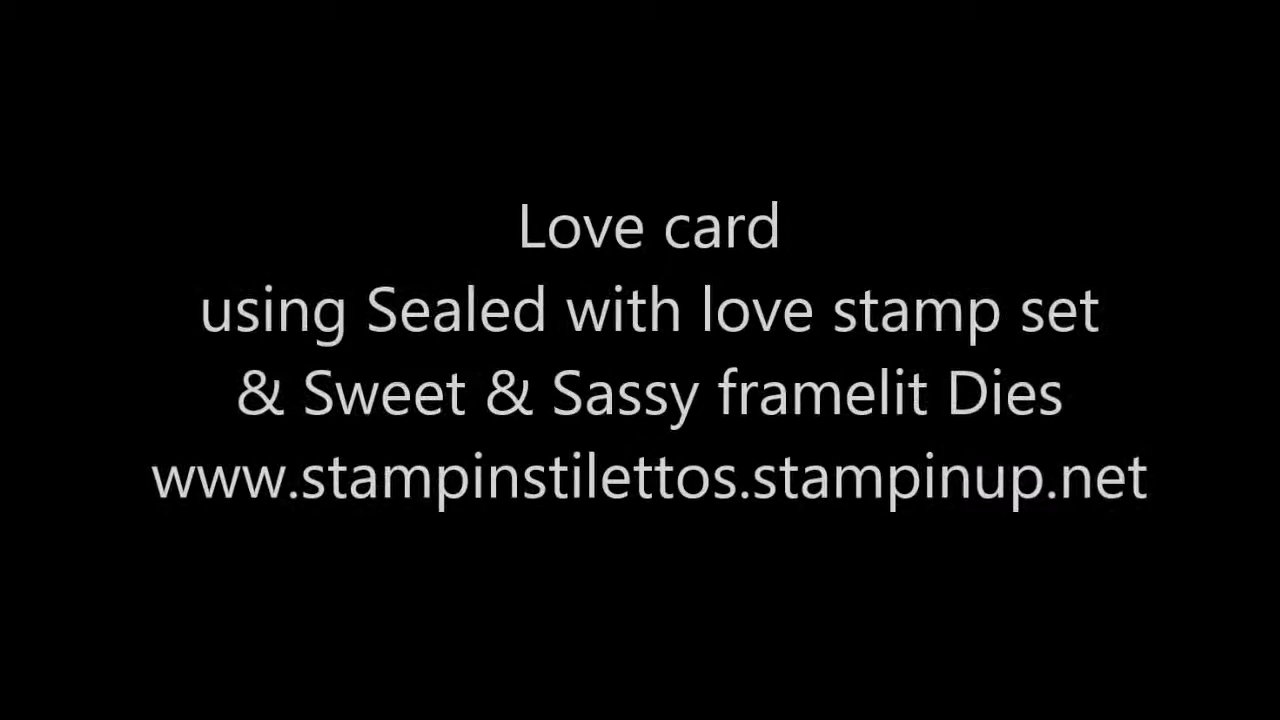 Love card
using Sealed with love stamp set
& Sweet & Sassy framelit Dies
www.stampinstilettos.stampinup.net